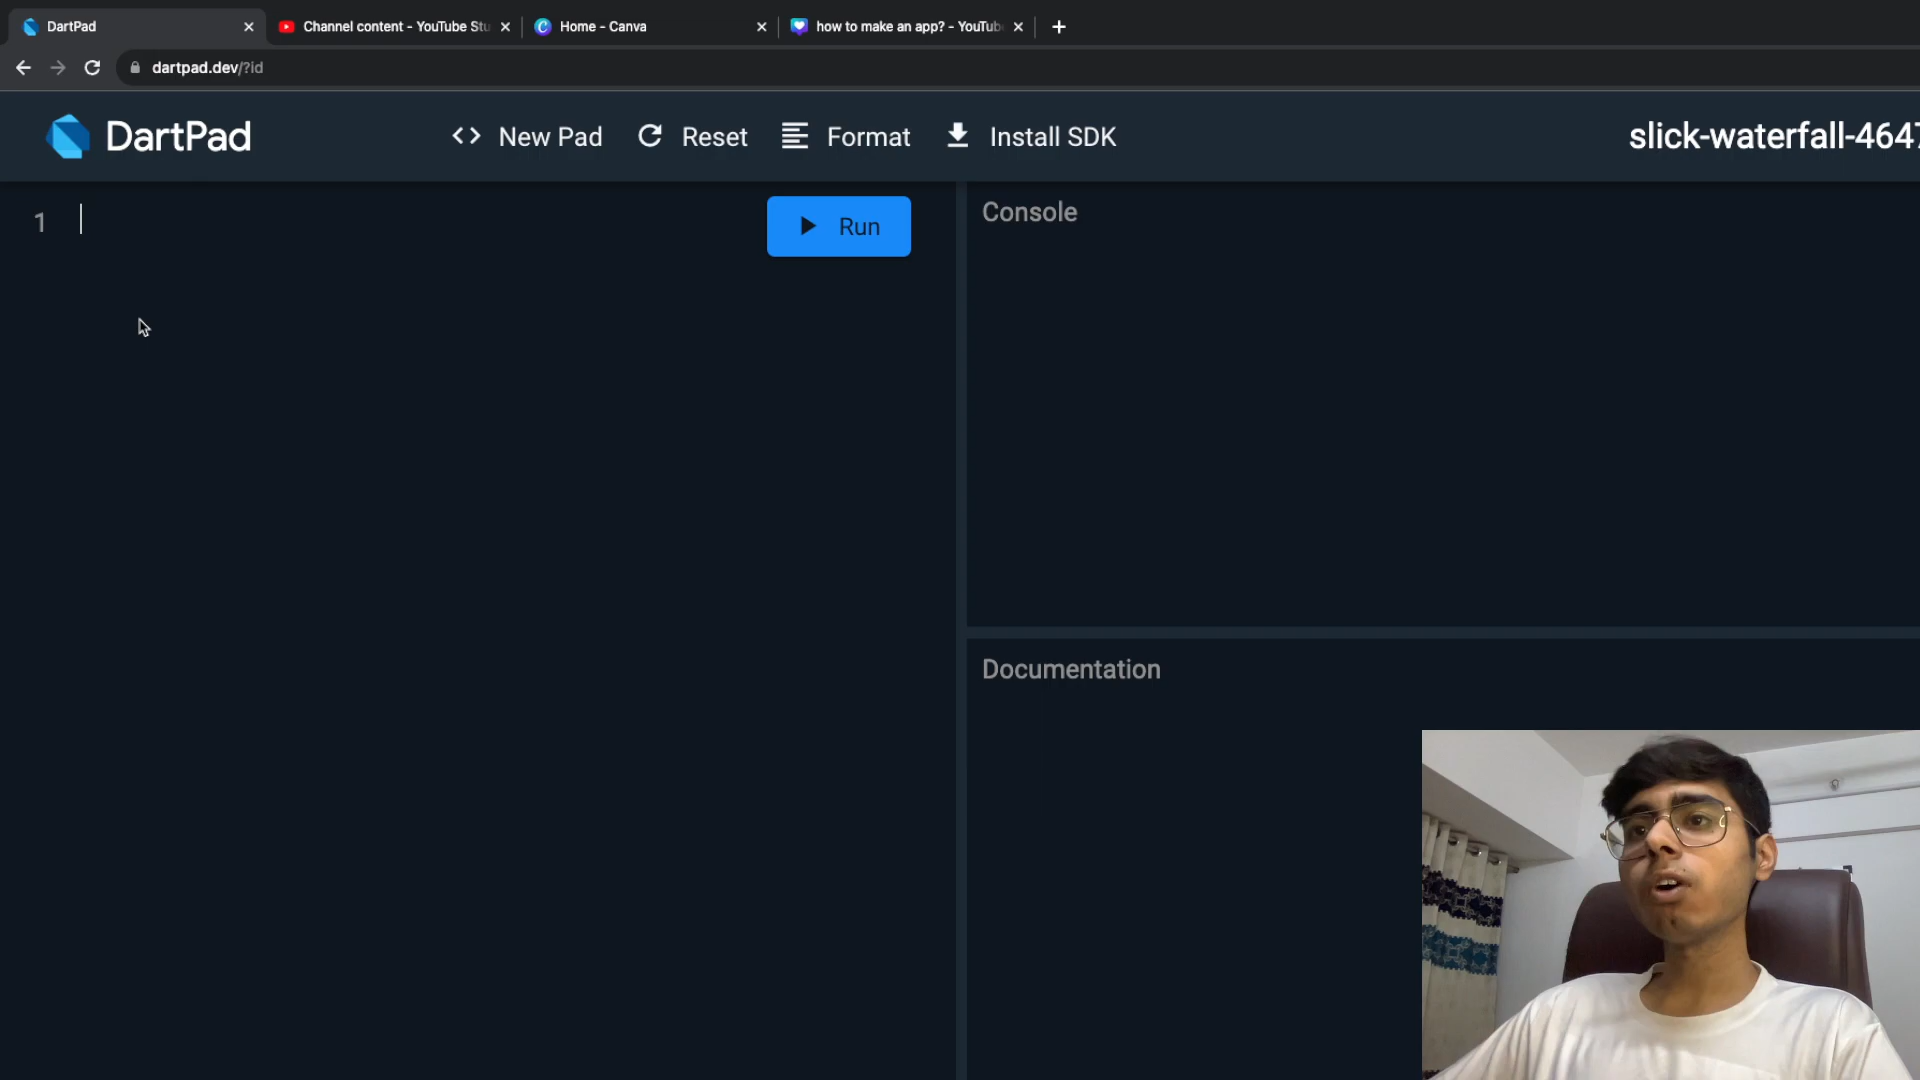 DartPad
Channel content - YouTube Stu
Home - Canva
how to make an app? - YouTub
dartpad.dev/?id
DartPad
New Pad
Reset
Format
Install SDK
slick-waterfall-4647
1
Run
Console
Documentation